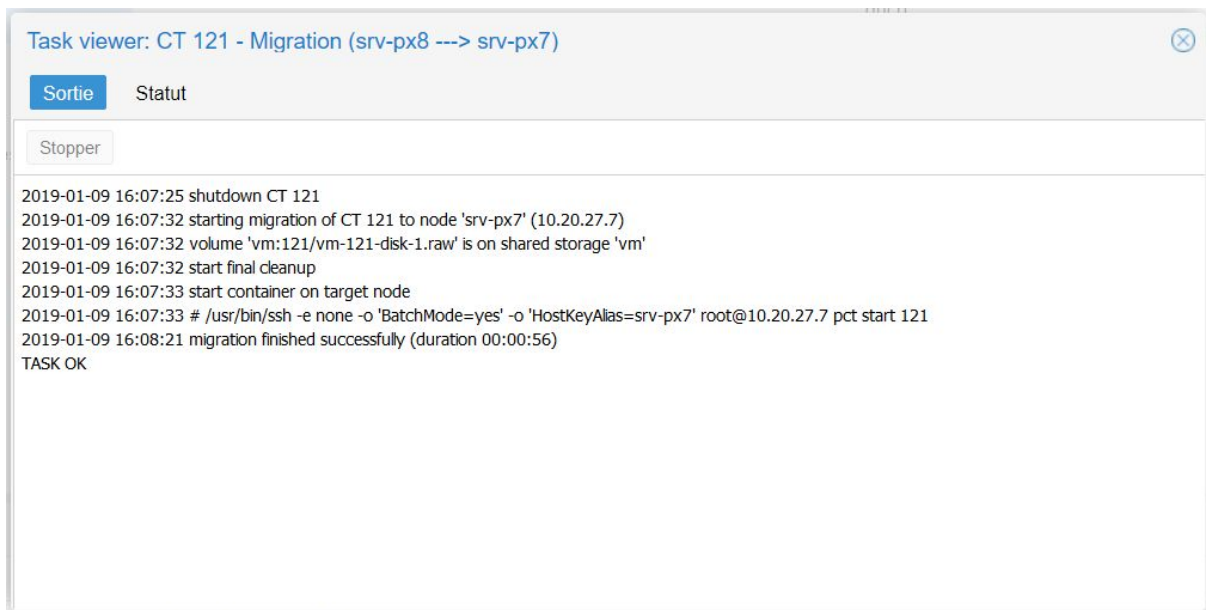 Task viewer: CT 121 - Migration (srv-px8 ---> srv-px7)
Sortie Statut
Stopper
2019-01-09 16:07:25 shutdown CT 121
2019-01-09 16:07:32 starting migration of CT 121 to node 'srv-px7' (10.20.27.7)
2019-01-09 16:07:32 volume 'vm:121/vm-121-disk-1.raw' is on shared storage 'vm'
2019-01-09 16:07:32 start final cleanup
2019-01-09 16:07:33 start container on target node
2019-01-09 16:07:33 # /usr/bin/ssh -e none -o 'BatchMode=yes' -o 'HostKeyAlias=srv-px7' root@10.20.27.7 pct start 121
2019-01-09 16:08:21 migration finished successfully (duration 00:00:56)
TASK OK